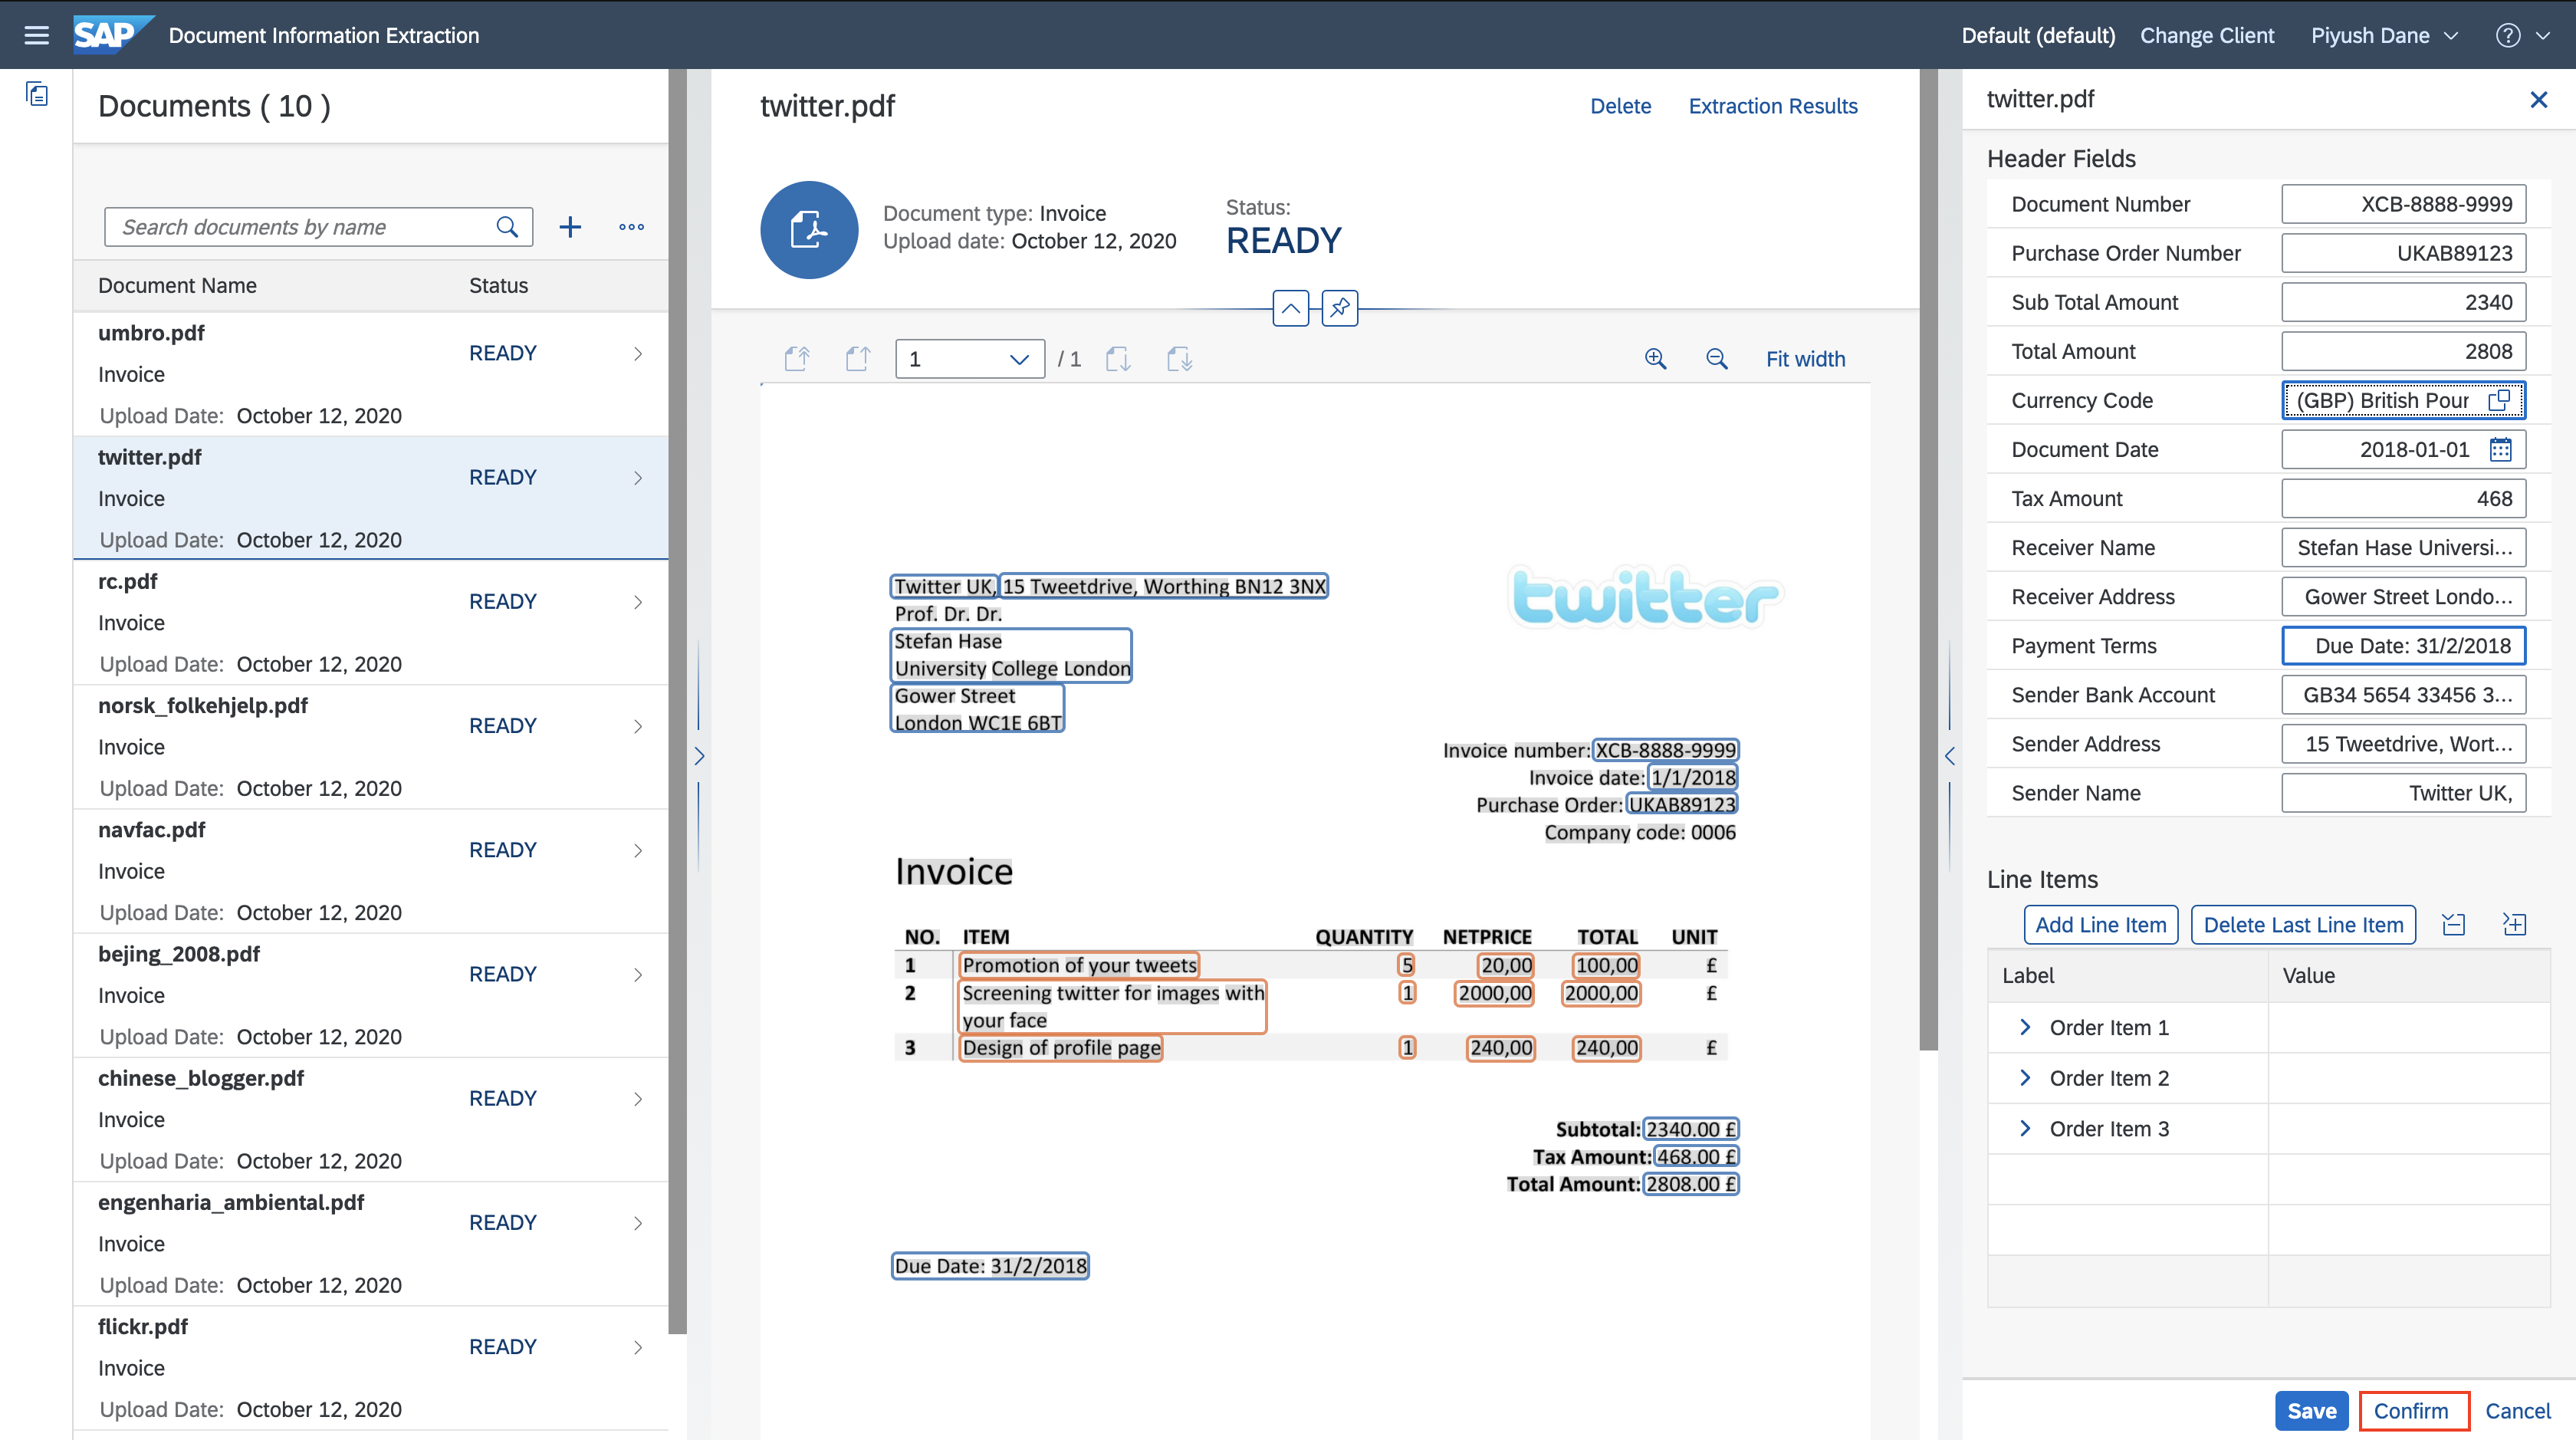 SAP Document Information Extraction
Default (default) Change Client Piyush Dane
Documents ( 10 )
Search documents by name
Document Name Status
umbro.pdf
READY
Invoice
Upload Date: October 12, 2020
twitter.pdf
READY
Invoice
Upload Date: October 12, 2020
rc.pdf
READY
Invoice
Upload Date: October 12, 2020
norsk_folkehjelp.pdf
READY
Invoice
Upload Date: October 12, 2020
navfac.pdf
READY
Invoice
Upload Date: October 12, 2020
bejing_2008.pdf
READY
Invoice
Upload Date: October 12, 2020
chinese_blogger.pdf
READY
Invoice
Upload Date: October 12, 2020
engenharia_ambiental.pdf
READY
Invoice
Upload Date: October 12, 2020
flickr.pdf
READY
Invoice
Upload Date: October 12, 2020
twitter.pdf
Delete Extraction Results
Document type: Invoice
Upload date: October 12, 2020
Status:
READY
1 / 1 Fit width
Twitter UK, 15 Tweetdrive, Worthing BN12 3NX
twitter
Prof. Dr. Dr.
Stefan Hase
University College London
Gower Street
London WC1E 6BT
Invoice number: XCB-8888-9999
Invoice date: 1/1/2018
Purchase Order: UKAB89123
Company code: 0006
Invoice
NO. ITEM QUANTITY NETPRICE TOTAL UNIT
1 Promotion of your tweets 5 20,00 100,00 £
2 Screening twitter for images with 1 2000,00 2000,00 £
your face
3 Design of profile page 1 240,00 240,00 £
Subtotal: 2340.00 £
Tax Amount: 468.00 £
Total Amount: 2808.00 £
Due Date: 31/2/2018
twitter.pdf
Header Fields
Document Number XCB-8888-9999
Purchase Order Number UKAB89123
Sub Total Amount 2340
Total Amount 2808
Currency Code (GBP) British Pour
Document Date 2018-01-01
Tax Amount 468
Receiver Name Stefan Hase Universi...
Receiver Address Gower Street Londo...
Payment Terms Due Date: 31/2/2018
Sender Bank Account GB34 5654 33456 3...
Sender Address 15 Tweetdrive, Wort...
Sender Name Twitter UK,
Line Items
Add Line Item Delete Last Line Item
Label Value
Order Item 1
Order Item 2
Order Item 3
Save Confirm Cancel